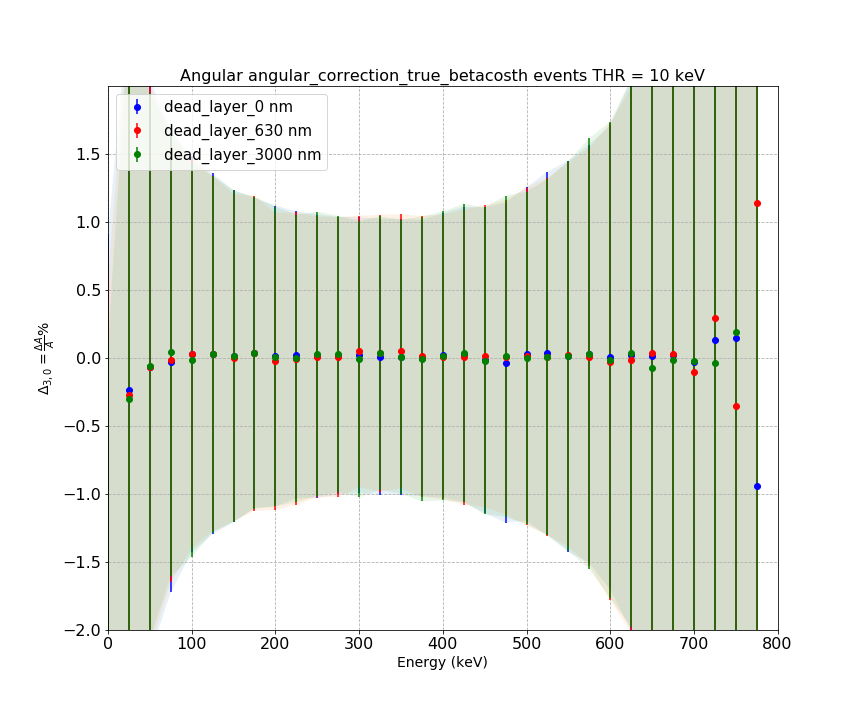 Angular angular_correction_true_betacosth events THR = 10 keV
dead_layer_0 nm
dead_layer_630 nm
dead_layer_3000 nm
1.5
1.0
0.5
0.0
−0.5
−1.0
−1.5
−2.0
Δ3,0 = ΔA/A%
0 100 200 300 400 500 600 700 800
Energy (keV)